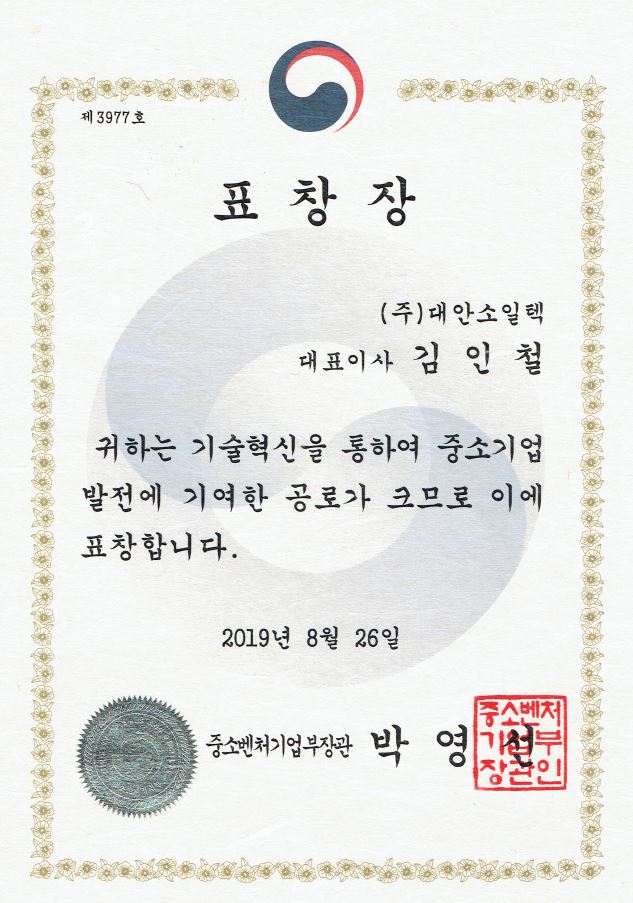 제3977호
표창장
(주)대안소일텍
대표이사 김인철
귀하는 기술혁신을 통하여 중소기업
발전에 기여한 공로가 크므로 이에
표창합니다.
2019년 8월 26일
중소벤처기업부장관 박영선
중소벤처
기업부
장관인